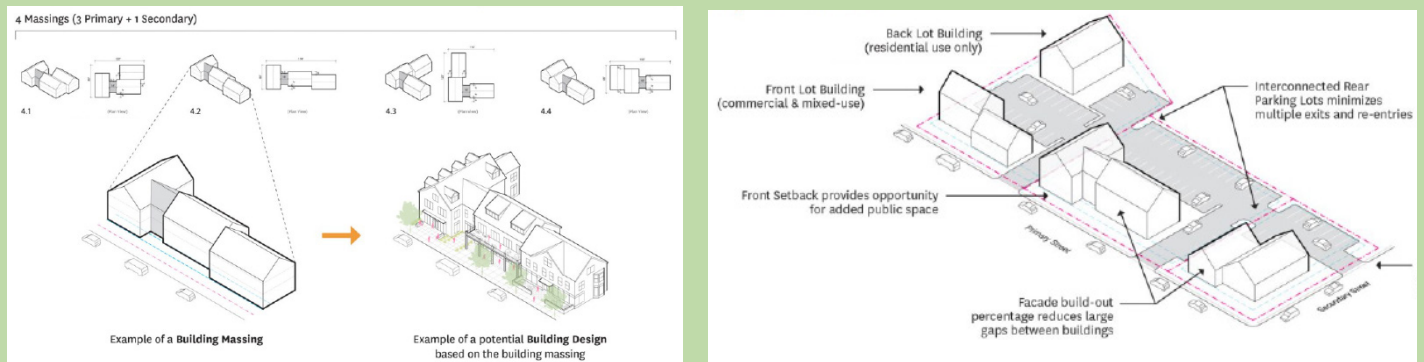 4 Massings (3 Primary + 1 Secondary)
4.1
4.2
4.3
4.4
Example of a Building Massing
Example of a potential Building Design
based on the building massing
Back Lot Building
(residential use only)
Front Lot Building
(commercial & mixed-use)
Interconnected Rear
Parking Lots minimizes
multiple exits and re-entries
Front Setback provides opportunity
for added public space
Primary Street
Secondary Street
Facade build-out
percentage reduces large
gaps between buildings